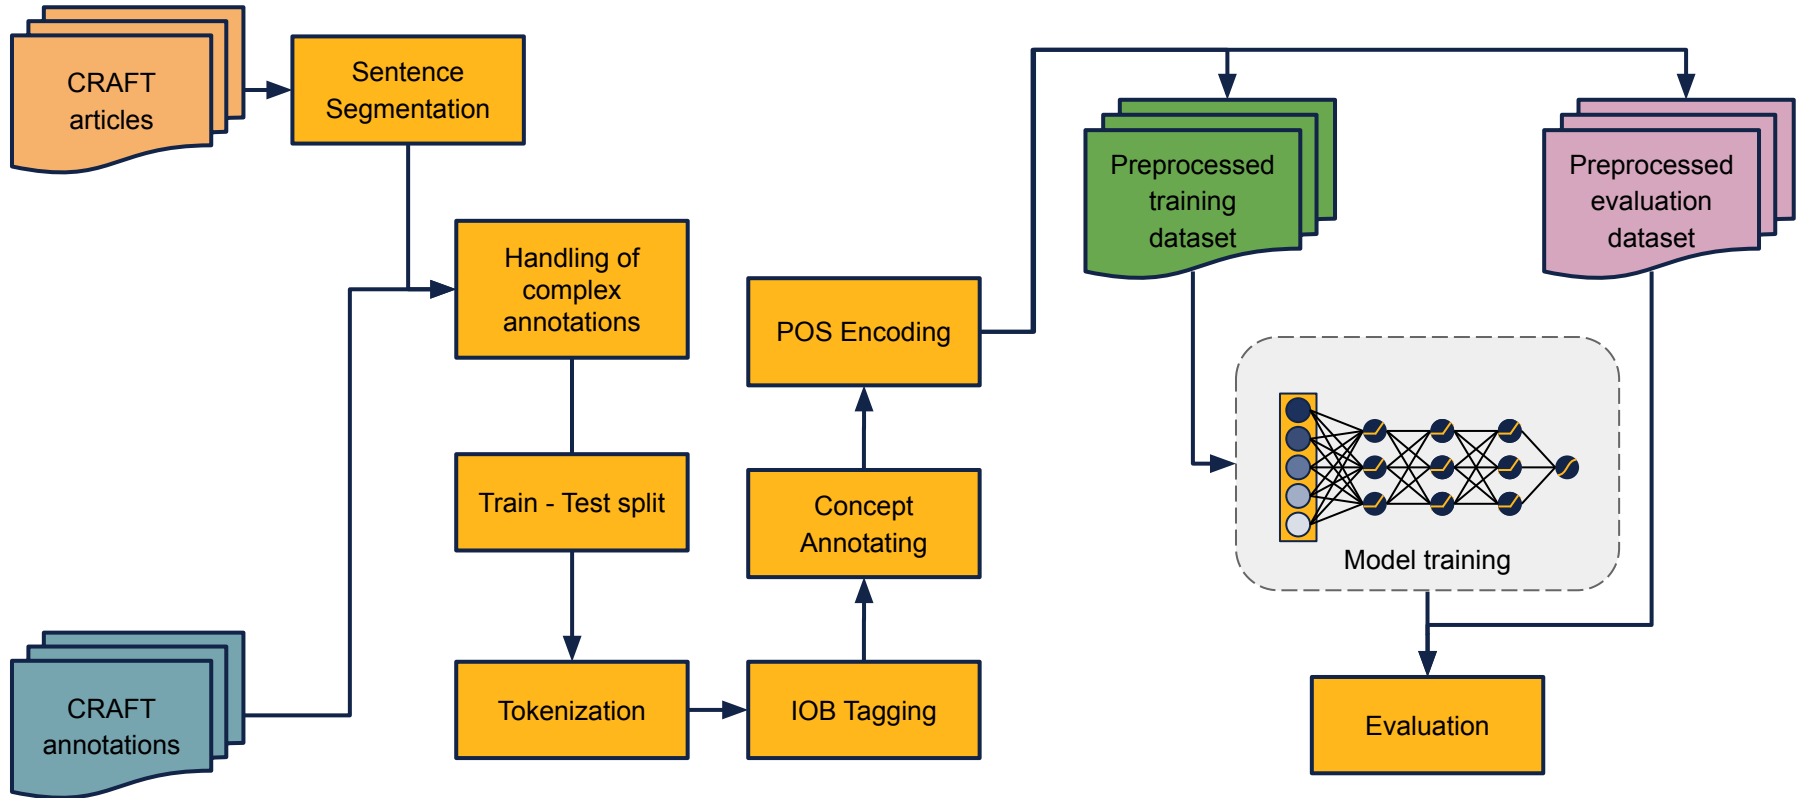 CRAFT
articles
Sentence
Segmentation
Handling of
complex
annotations
Train - Test split
CRAFT
annotations
Tokenization
IOB Tagging
Concept
Annotating
POS Encoding
Preprocessed
training
dataset
Preprocessed
evaluation
dataset
Model training
Evaluation